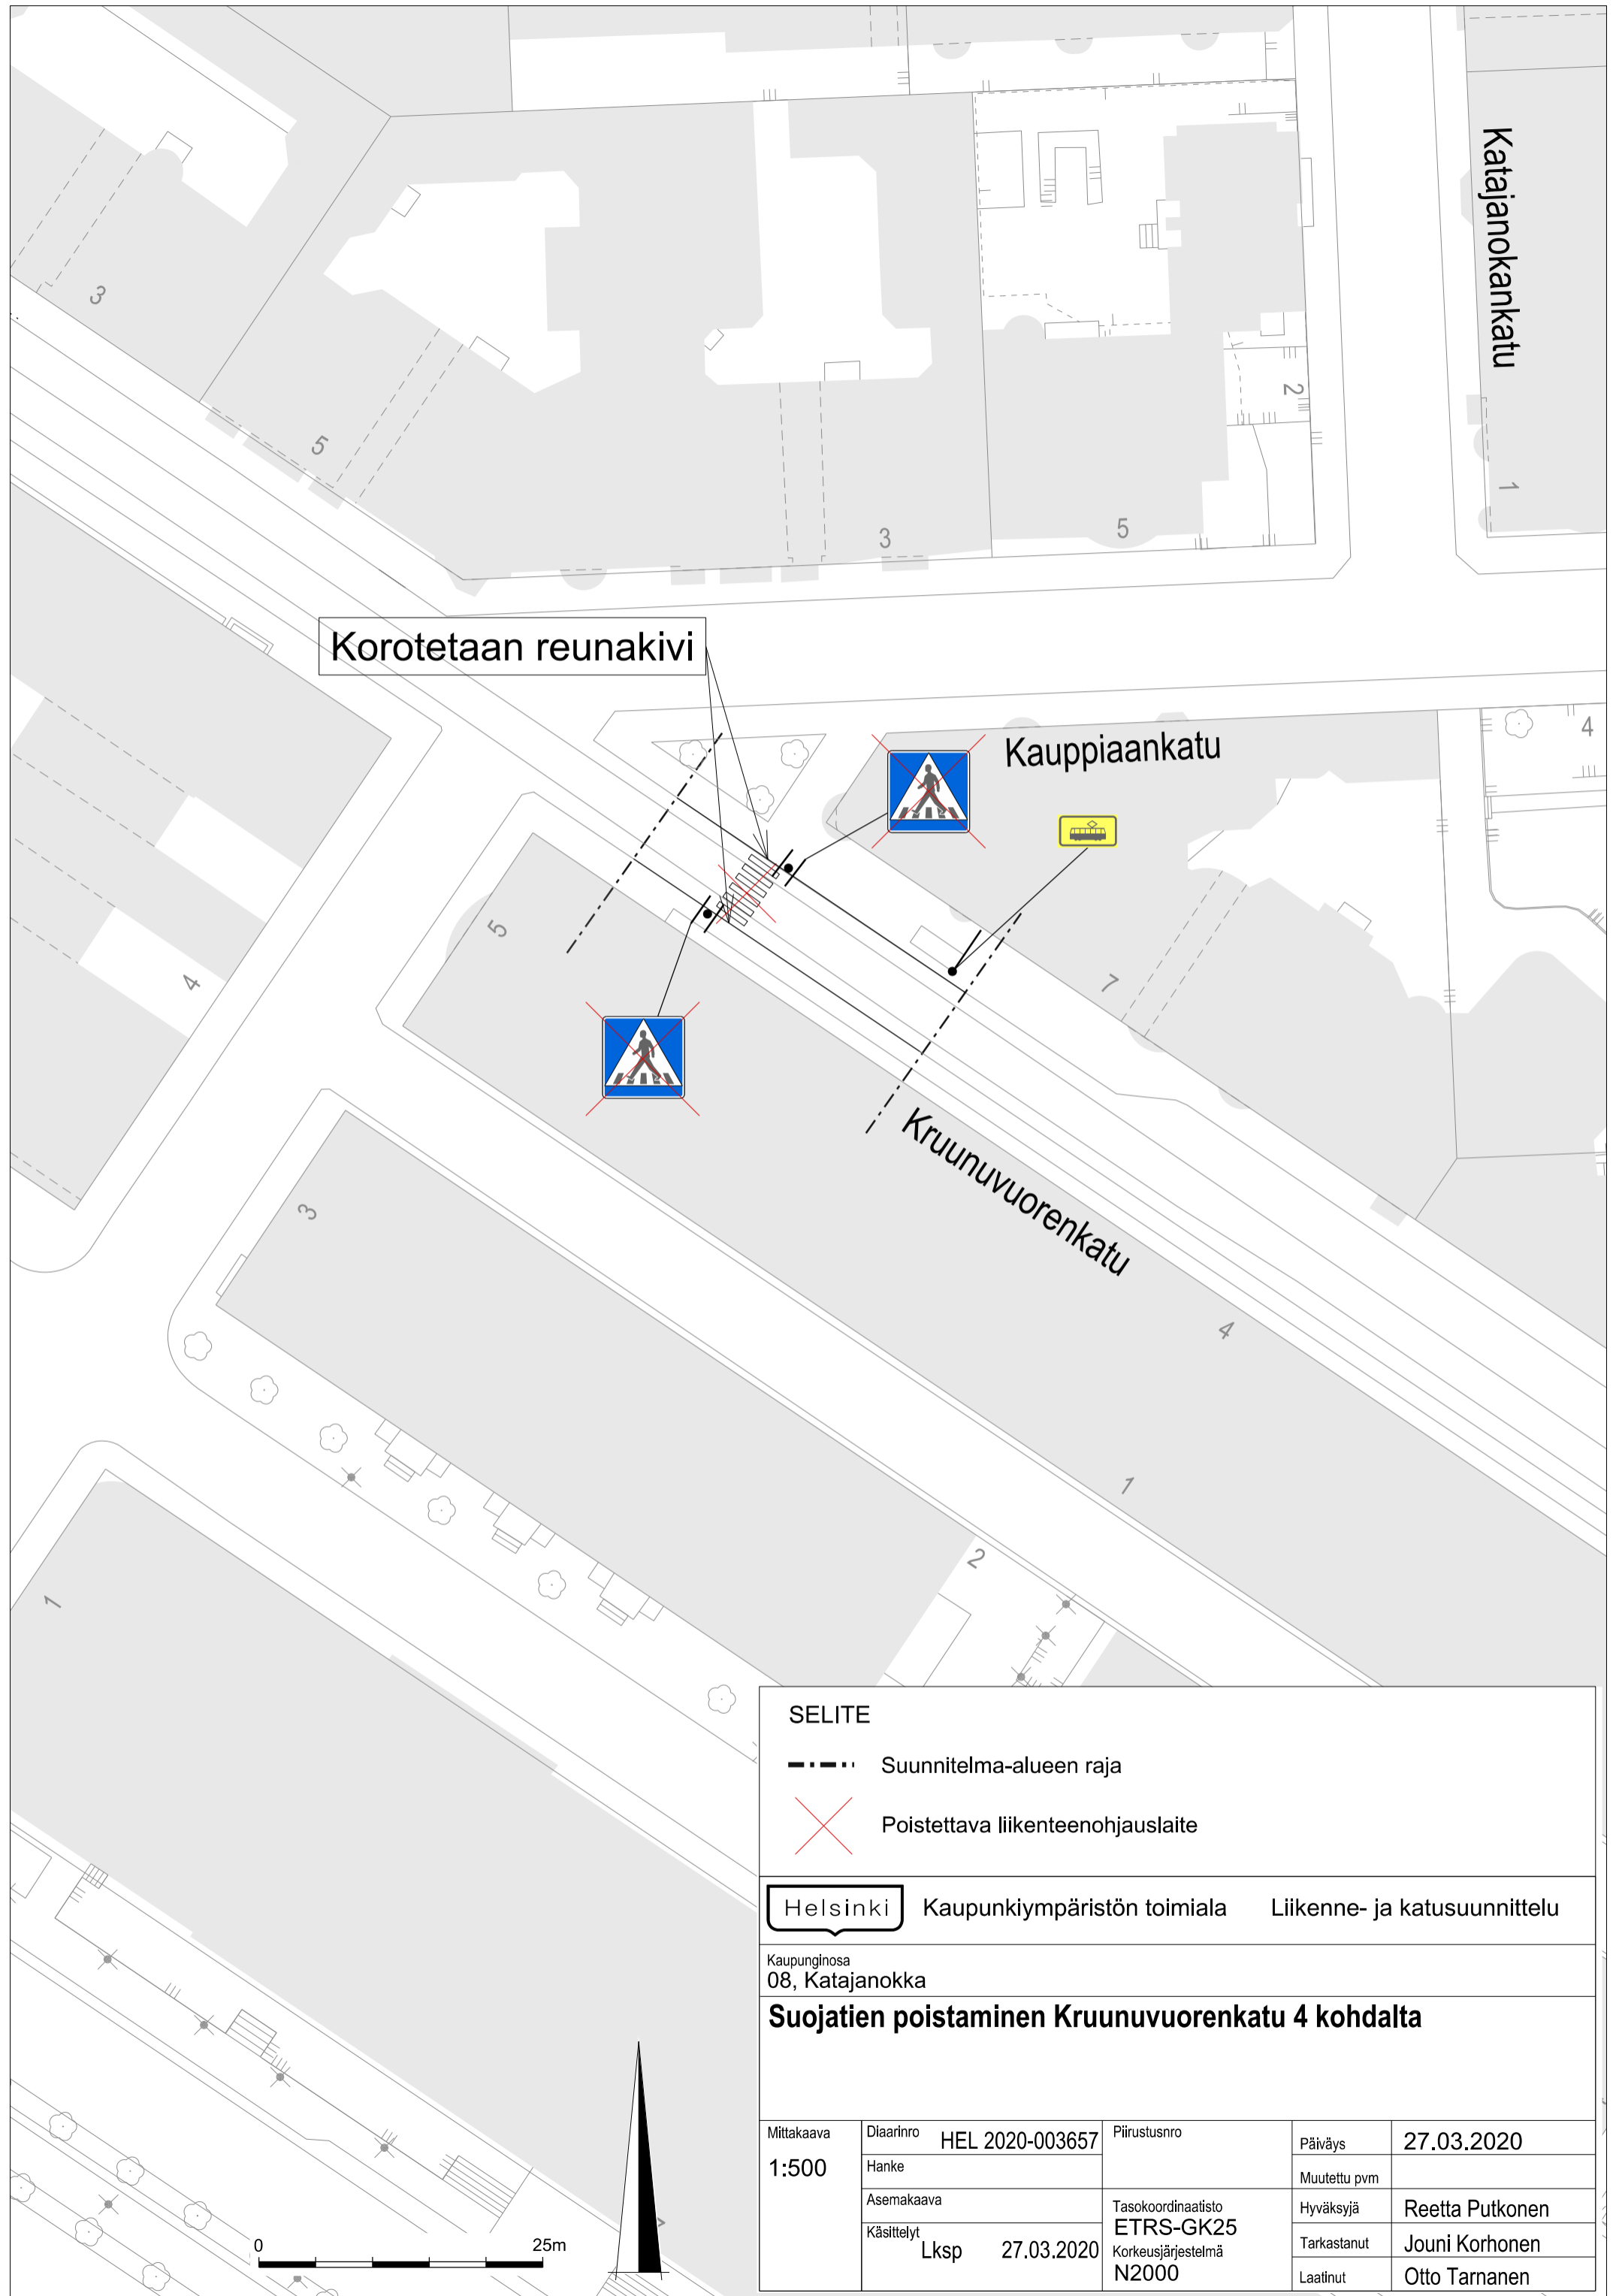 Katajanokankatu
3
5
2
1
3
5
Korotetaan reunakivi
4
Kauppiaankatu
5
4
7
Kruunuvuorenkatu
3
4
1
2
1
SELITE
Suunnitelma-alueen raja
Poistettava liikenteenohjauslaite
Helsinki Kaupunkiympäristön toimiala Liikenne- ja katusuunnittelu
Kaupunginosa
08, Katajanokka
Suojatien poistaminen Kruunuvuorenkatu 4 kohdalta
Mittakaava
1:500
Diaarinro HEL 2020-003657
Hanke
Asemakaava
Käsittelyt Lksp 27.03.2020
Piirustusnro
Tasokoordinaatisto
ETRS-GK25
Korkeusjärjestelmä
N2000
Päiväys 27.03.2020
Muutettu pvm
Hyväksyjä Reetta Putkonen
Tarkastanut Jouni Korhonen
Laatinut Otto Tarnanen
0 25m